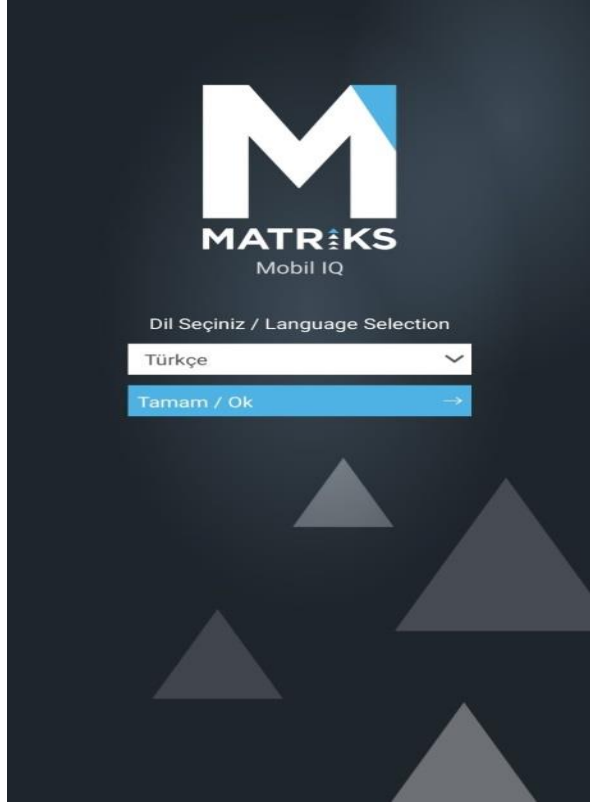 MATRİKS
Mobil IQ
Dil Seçiniz / Language Selection
Türkçe
Tamam / Ok